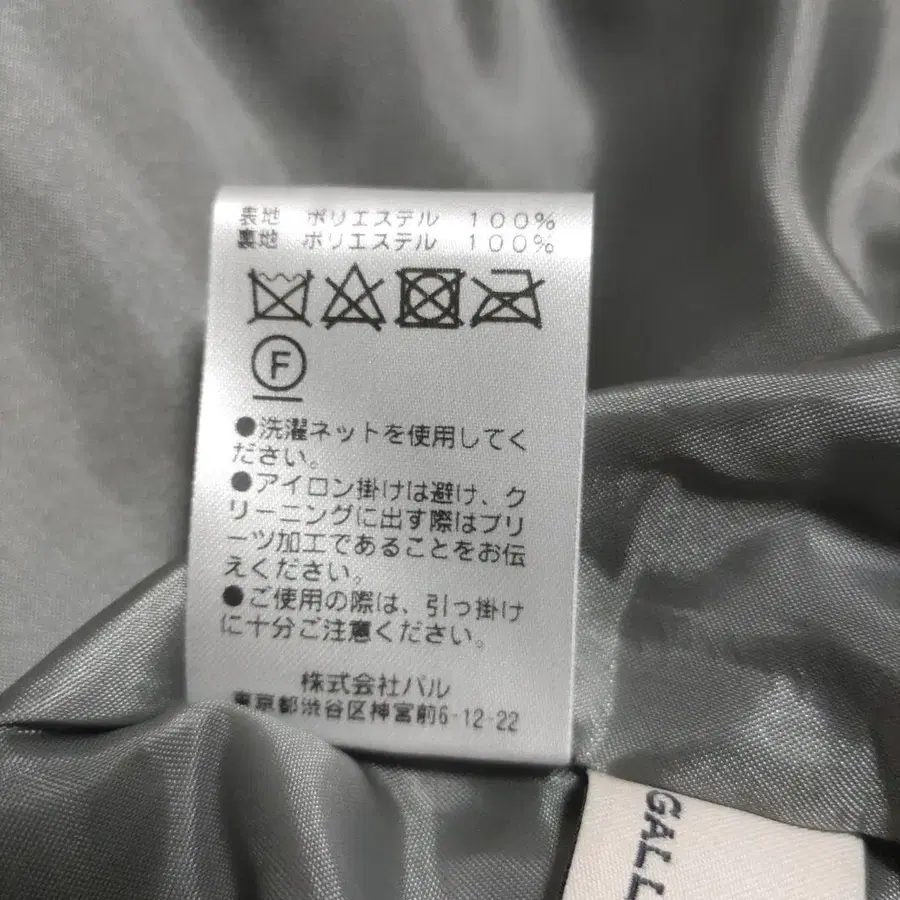 表地 ポリエステル 100%
裏地 ポリエステル 100%
F
●洗濯ネットを使用してく
ださい。
●アイロン掛けは避け、ク
リーニングに出す際はプリ
ーツ加工であることをお伝
えください。
●ご使用の際は、引っ掛け
に十分ご注意ください。
株式会社パル
東京都渋谷区神宮前6-12-22
GALL